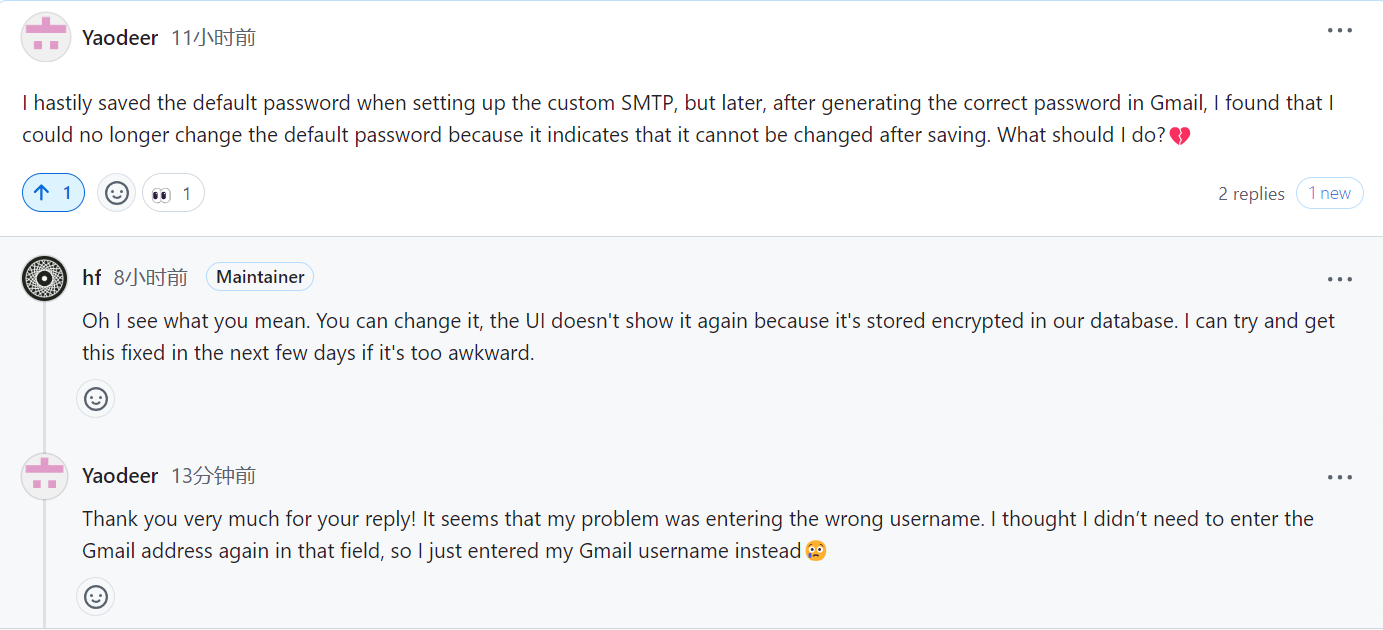 Yaodeer 11小时前
I hastily saved the default password when setting up the custom SMTP, but later, after generating the correct password in Gmail, I found that I
could no longer change the default password because it indicates that it cannot be changed after saving. What should I do?💔
1 👀 1 2 replies 1 new
hf 8小时前 Maintainer
Oh I see what you mean. You can change it, the UI doesn't show it again because it's stored encrypted in our database. I can try and get
this fixed in the next few days if it's too awkward.
Yaodeer 13分钟前
Thank you very much for your reply! It seems that my problem was entering the wrong username. I thought I didn’t need to enter the
Gmail address again in that field, so I just entered my Gmail username instead😢